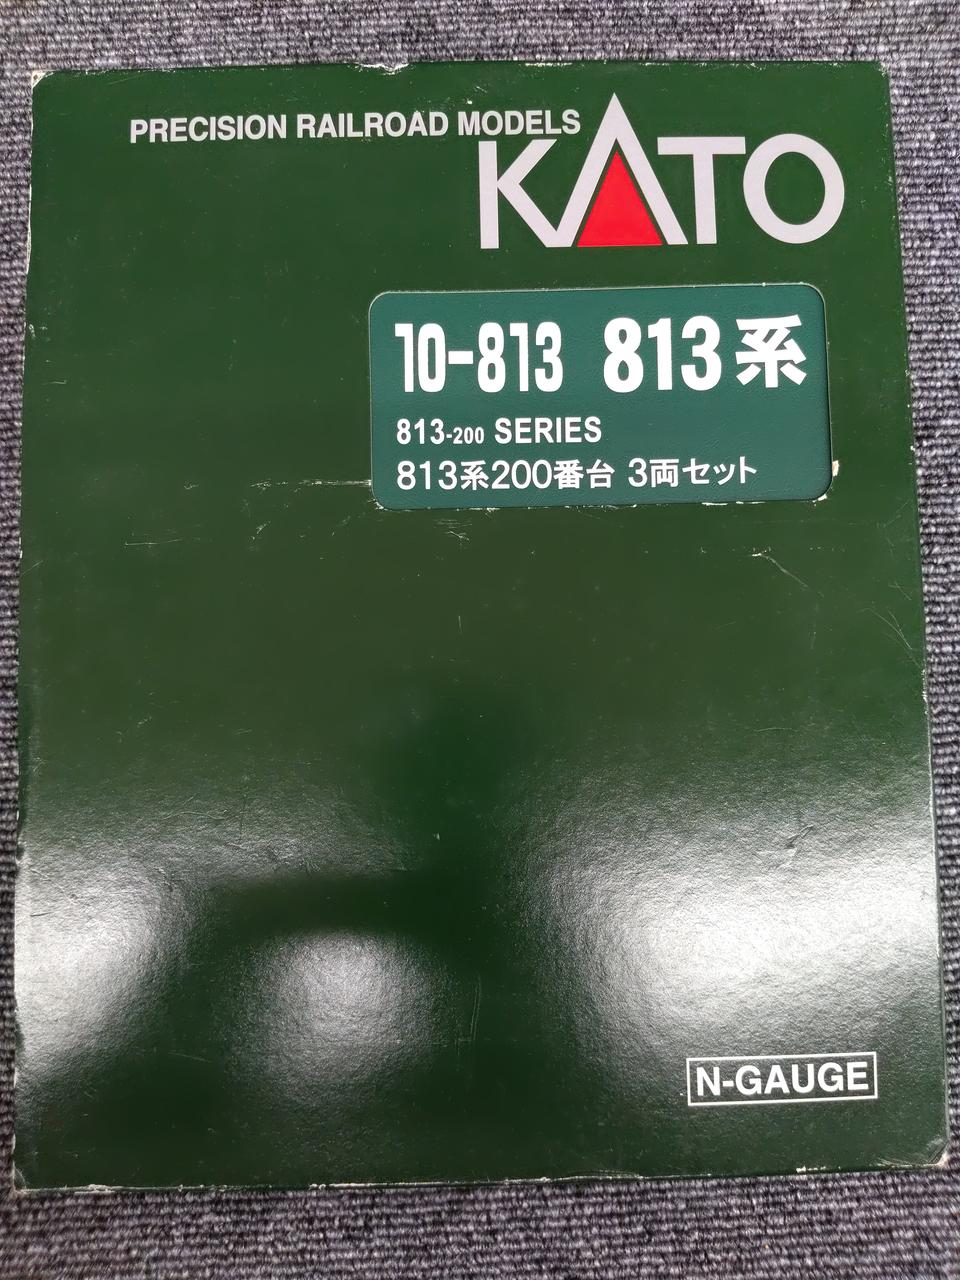 PRECISION RAILROAD MODELS
KATO
10-813 813系
813-200 SERIES
813系200番台 3両セット
N-GAUGE